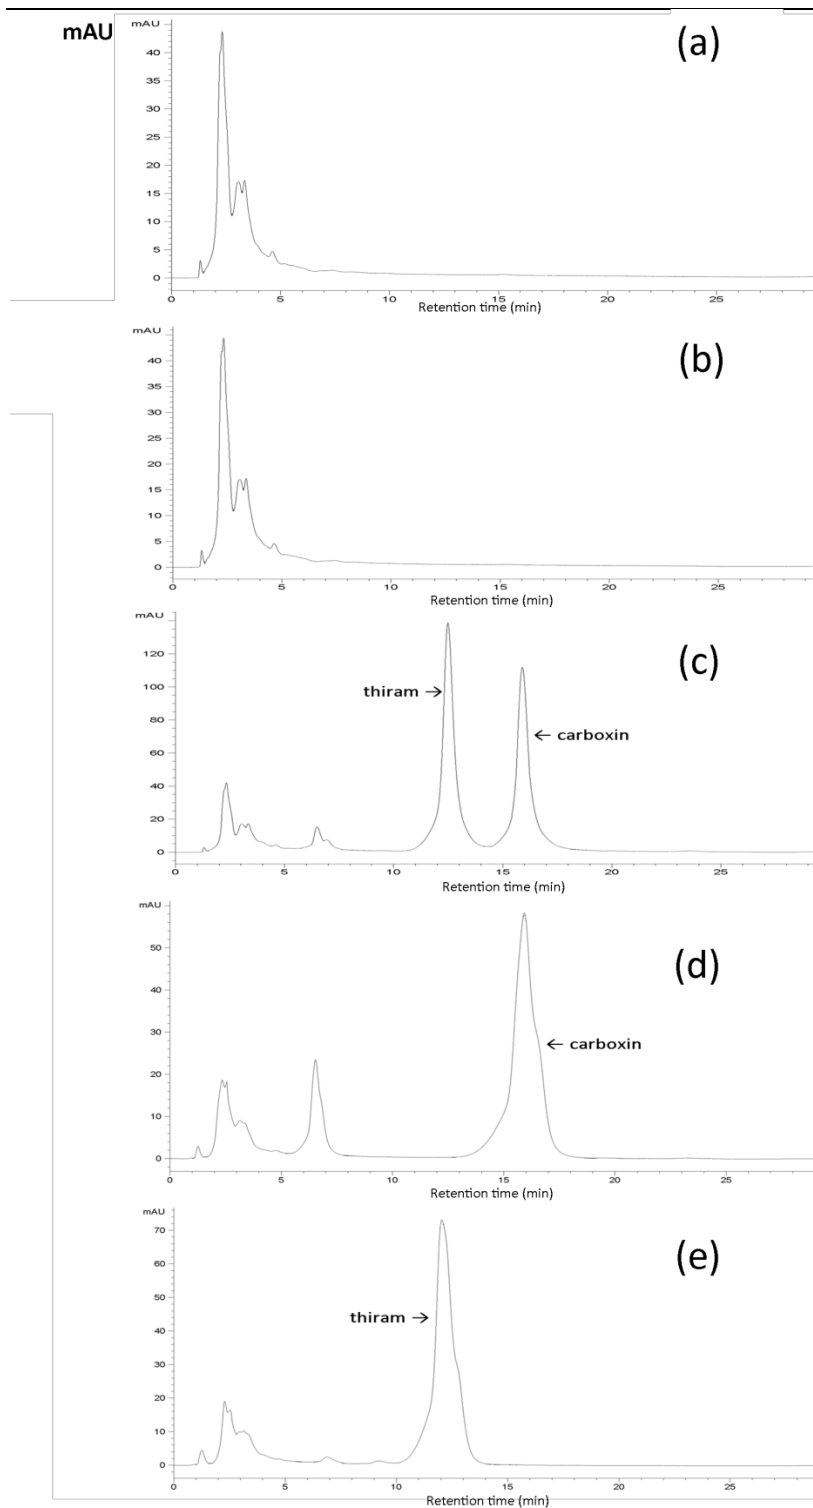 mAU
mAU
(a)
45
40
35
30
25
20
15
10
5
0
0 5 10 15 20 25
Retention time (min)
mAU
(b)
40
35
30
25
20
15
10
5
0
0 5 10 15 20 25
Retention time (min)
mAU
(c)
120
100
80
60
40
20
0
thiram →
← carboxin
0 5 10 15 20 25
Retention time (min)
mAU
(d)
50
40
30
20
10
0
← carboxin
0 5 10 15 20 25
Retention time (min)
mAU
(e)
70
60
50
40
30
20
10
0
thiram →
0 5 10 15 20 25
Retention time (min)